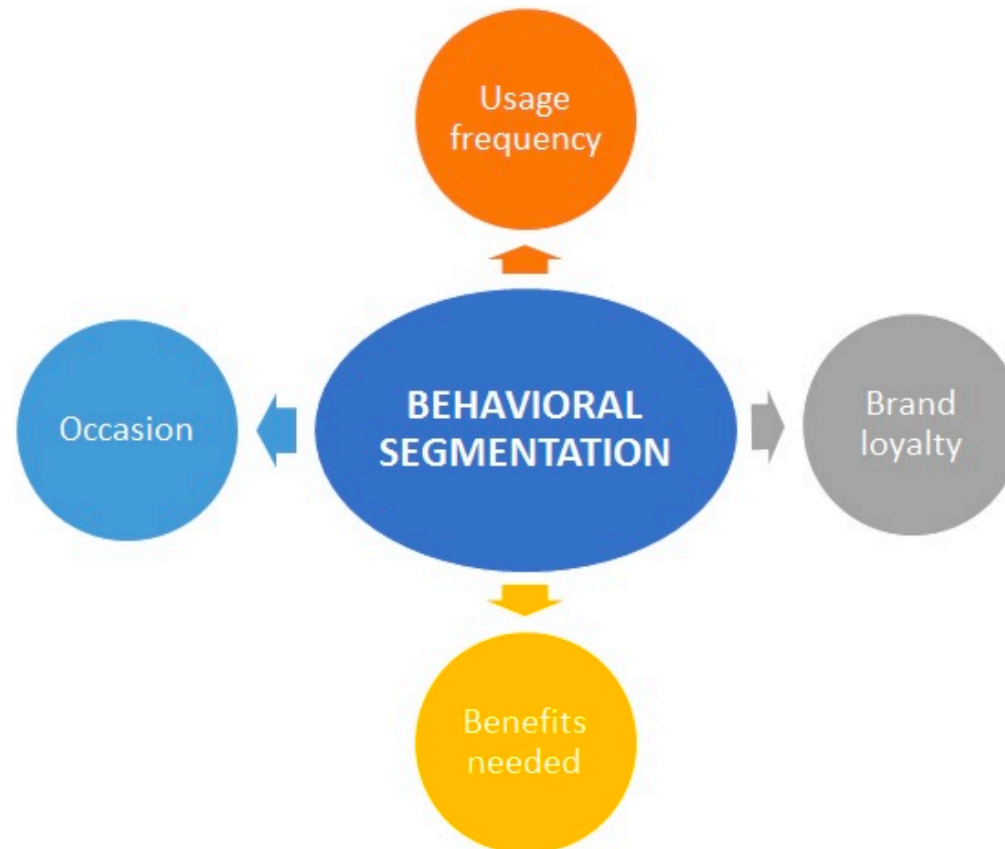 Usage
frequency
Occasion
BEHAVIORAL
SEGMENTATION
Brand
loyalty
Benefits
needed